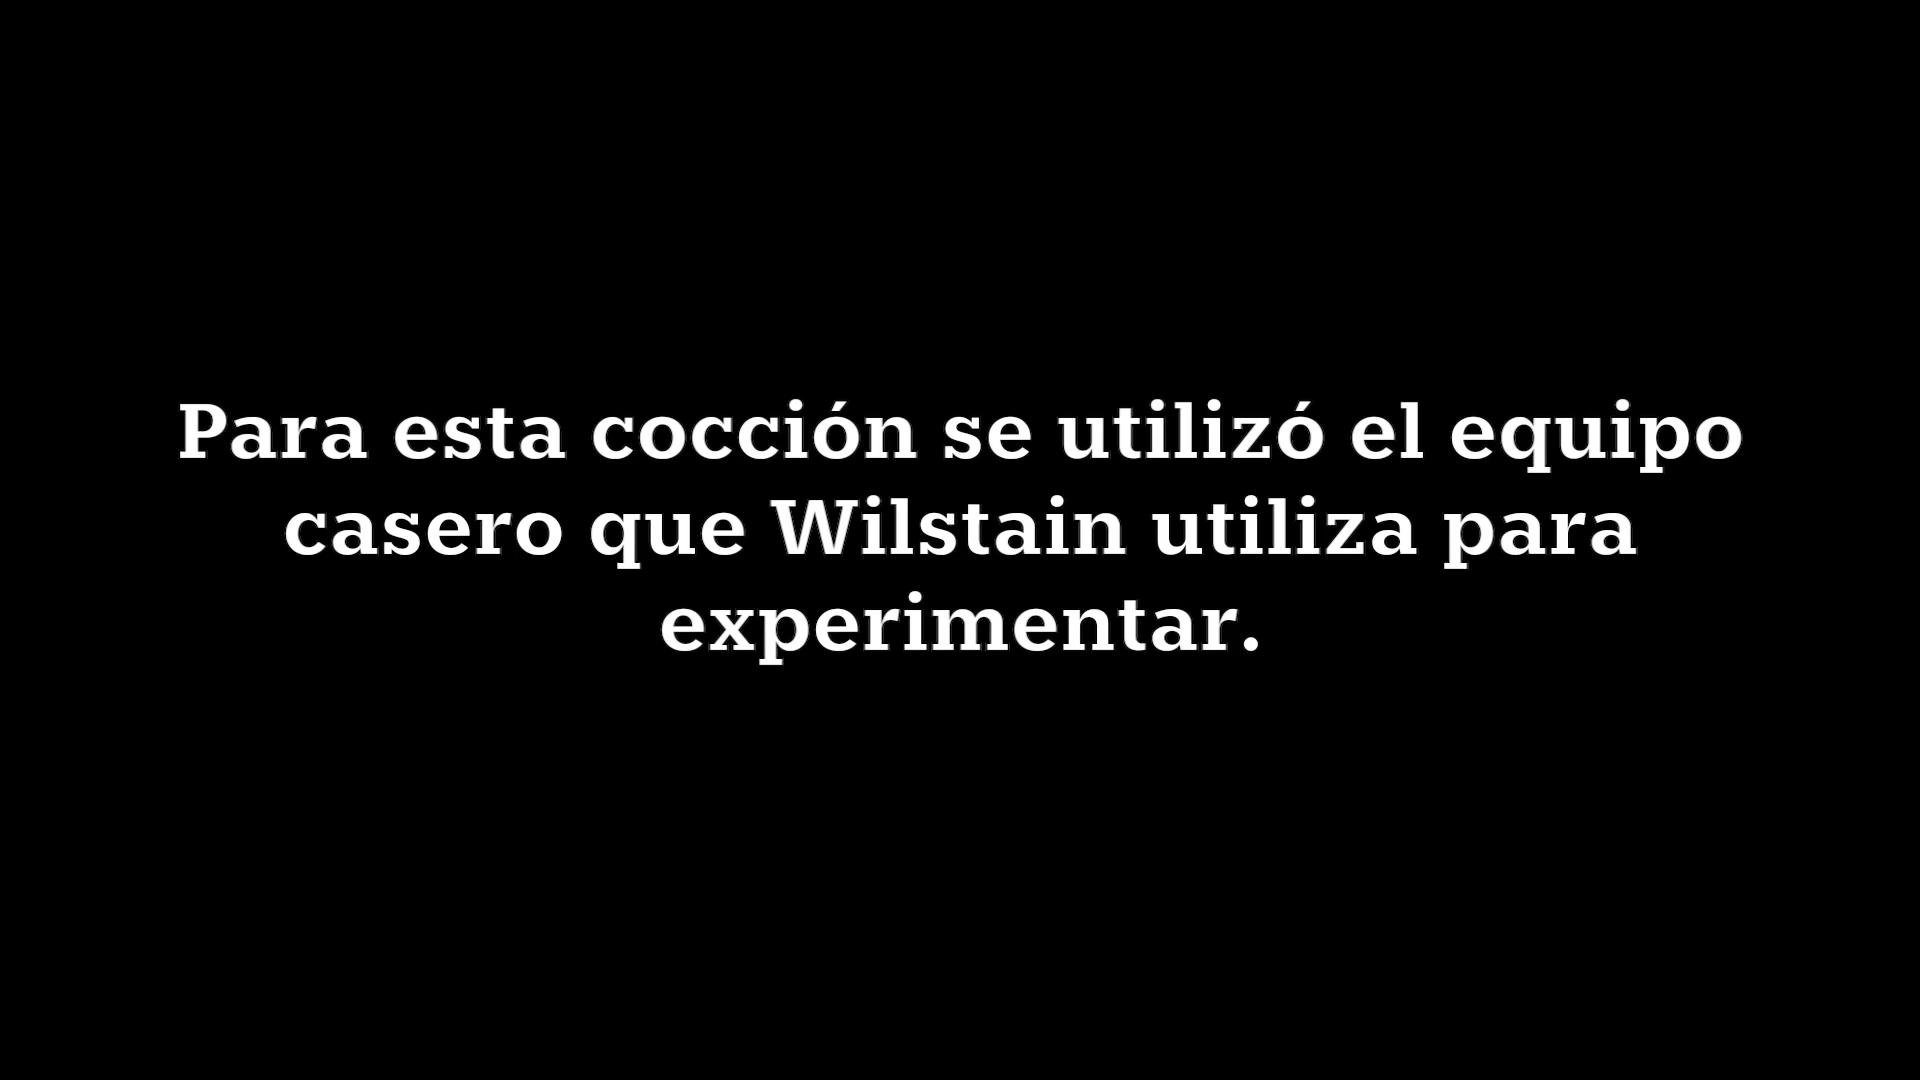 Para esta cocción se utilizó el equipo
casero que Wilstain utiliza para
experimentar.